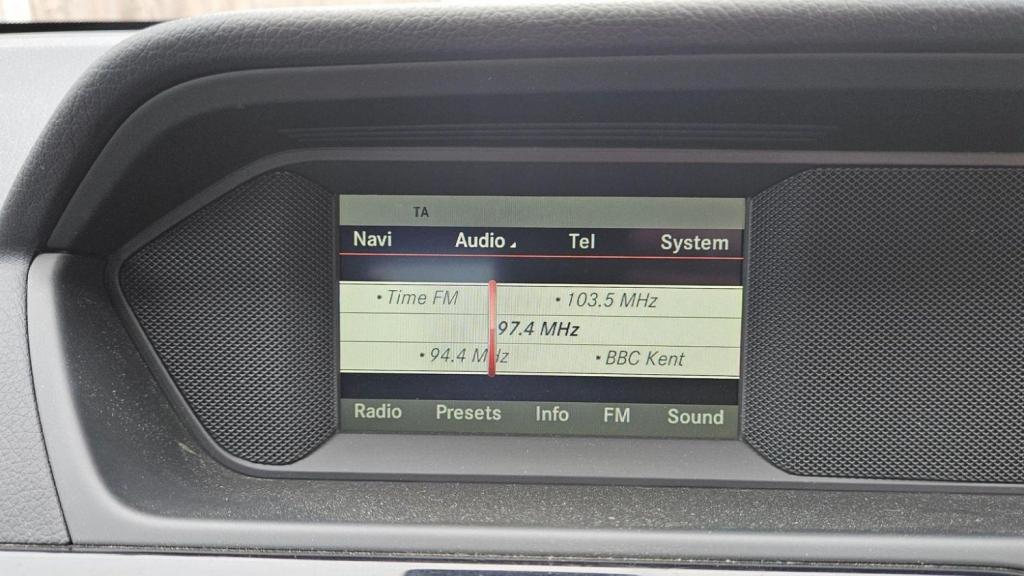 TA
Navi Audio Tel System
• Time FM • 103.5 MHz
97.4 MHz
• 94.4 MHz • BBC Kent
Radio Presets Info FM Sound